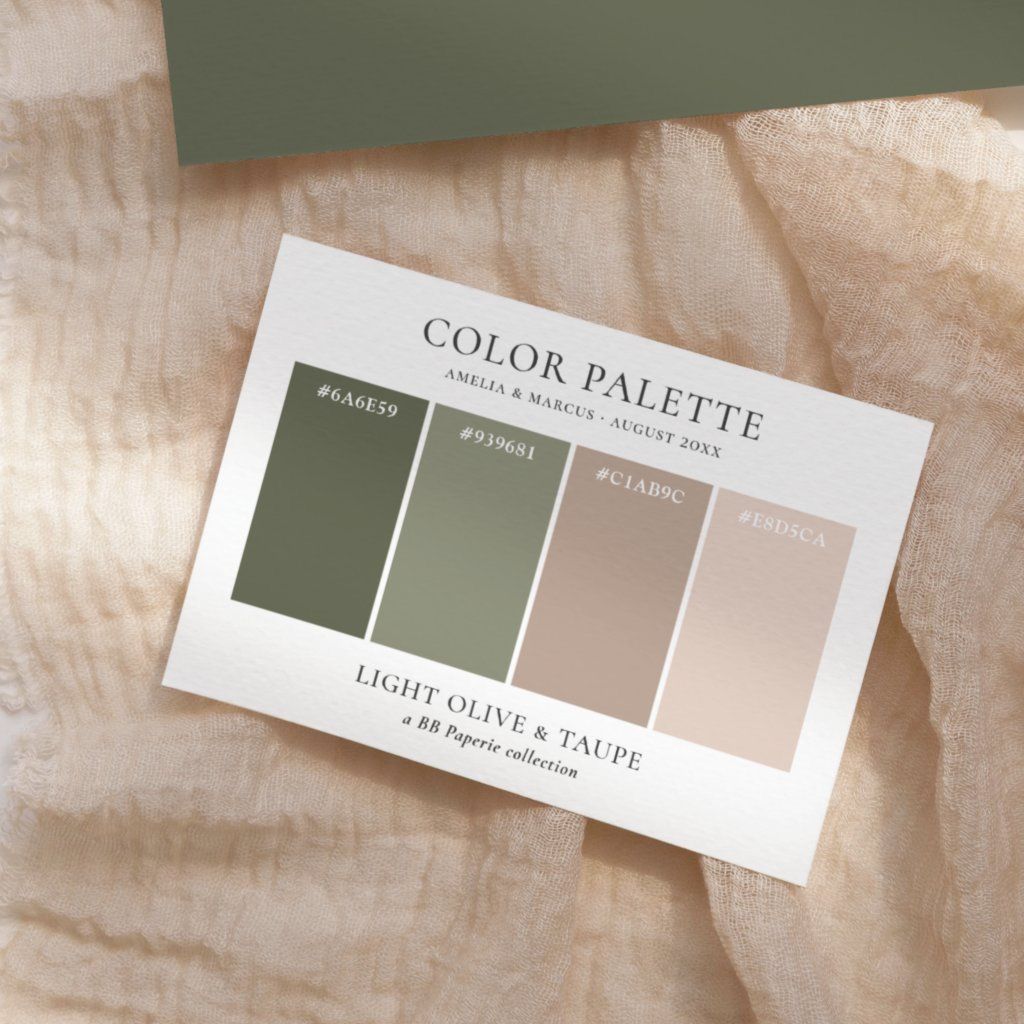 COLOR PALETTE
AMELIA & MARCUS · AUGUST 20XX
#6A6E59
#939681
#C1AB9C
#E8D5CA
LIGHT OLIVE & TAUPE
a BB Paperie collection